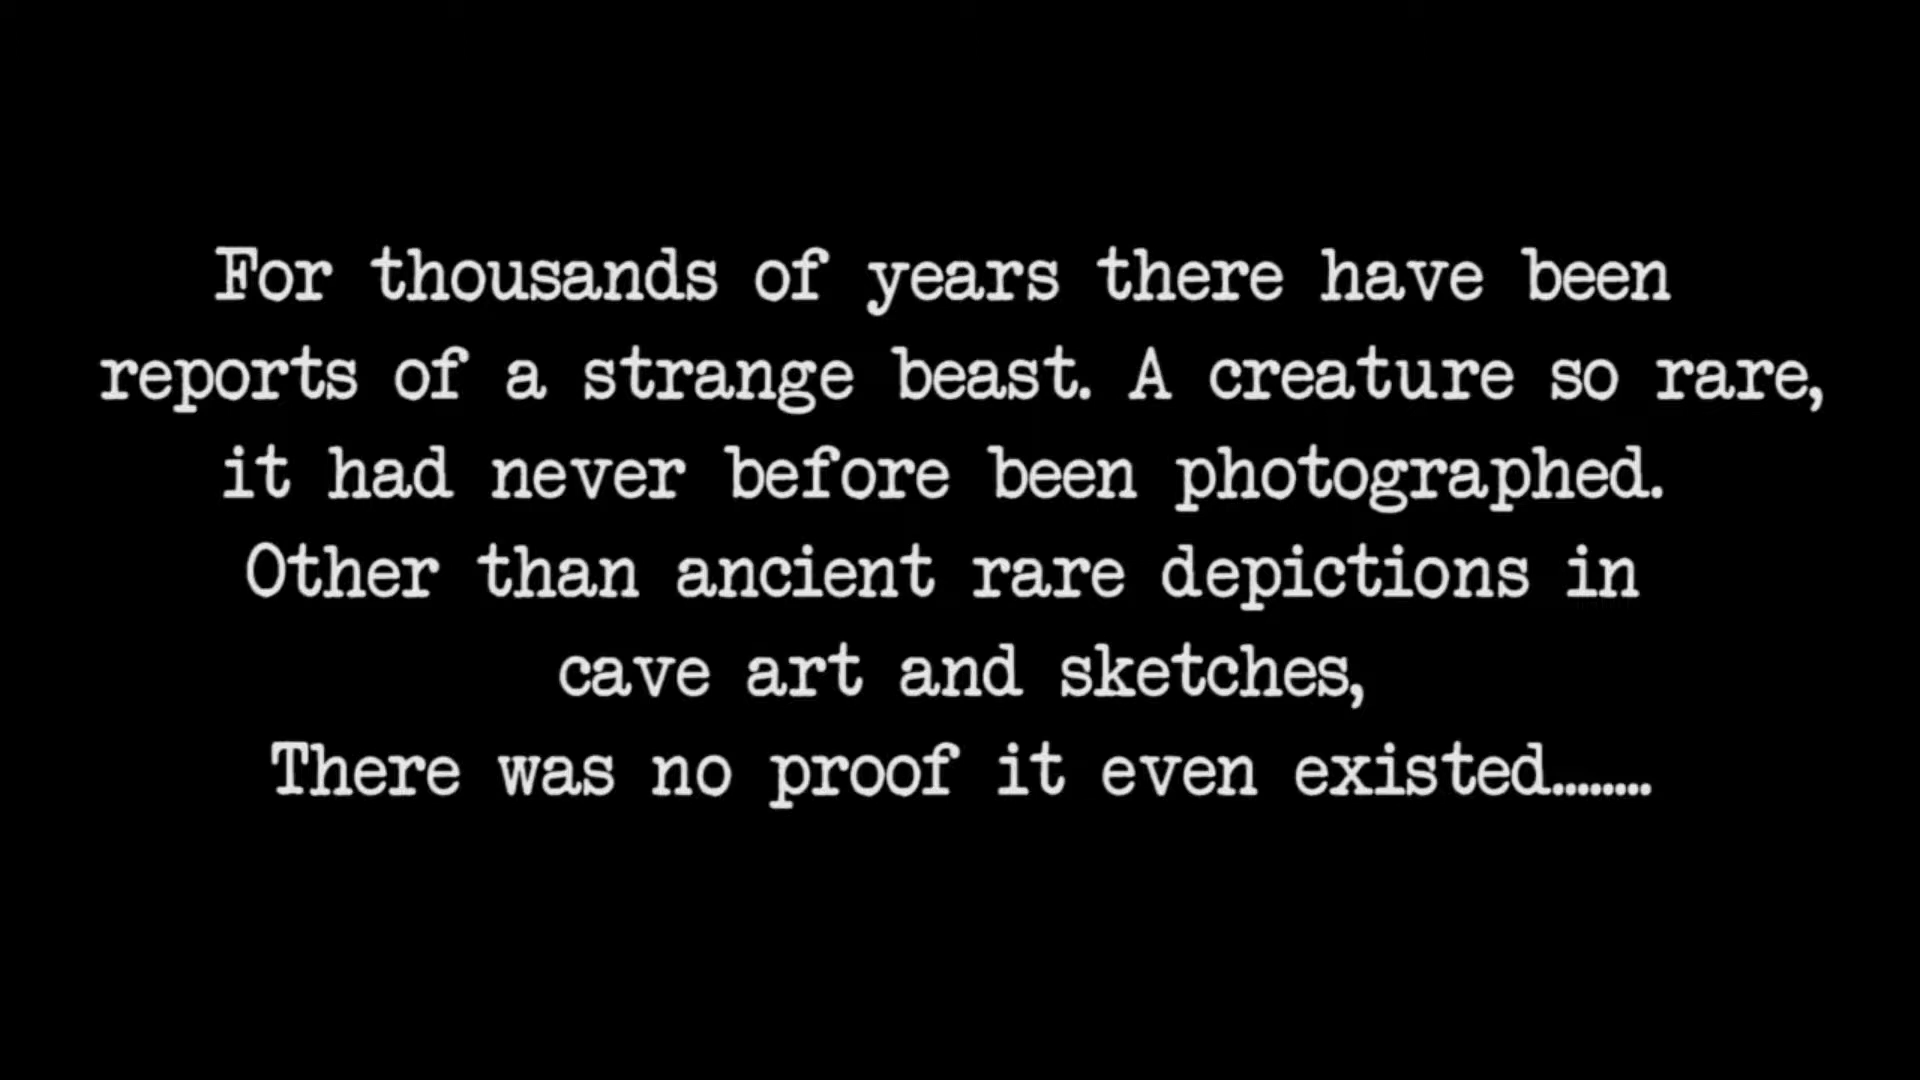 For thousands of years there have been
reports of a strange beast. A creature so rare,
it had never before been photographed.
Other than ancient rare depictions in
cave art and sketches,
There was no proof it even existed........